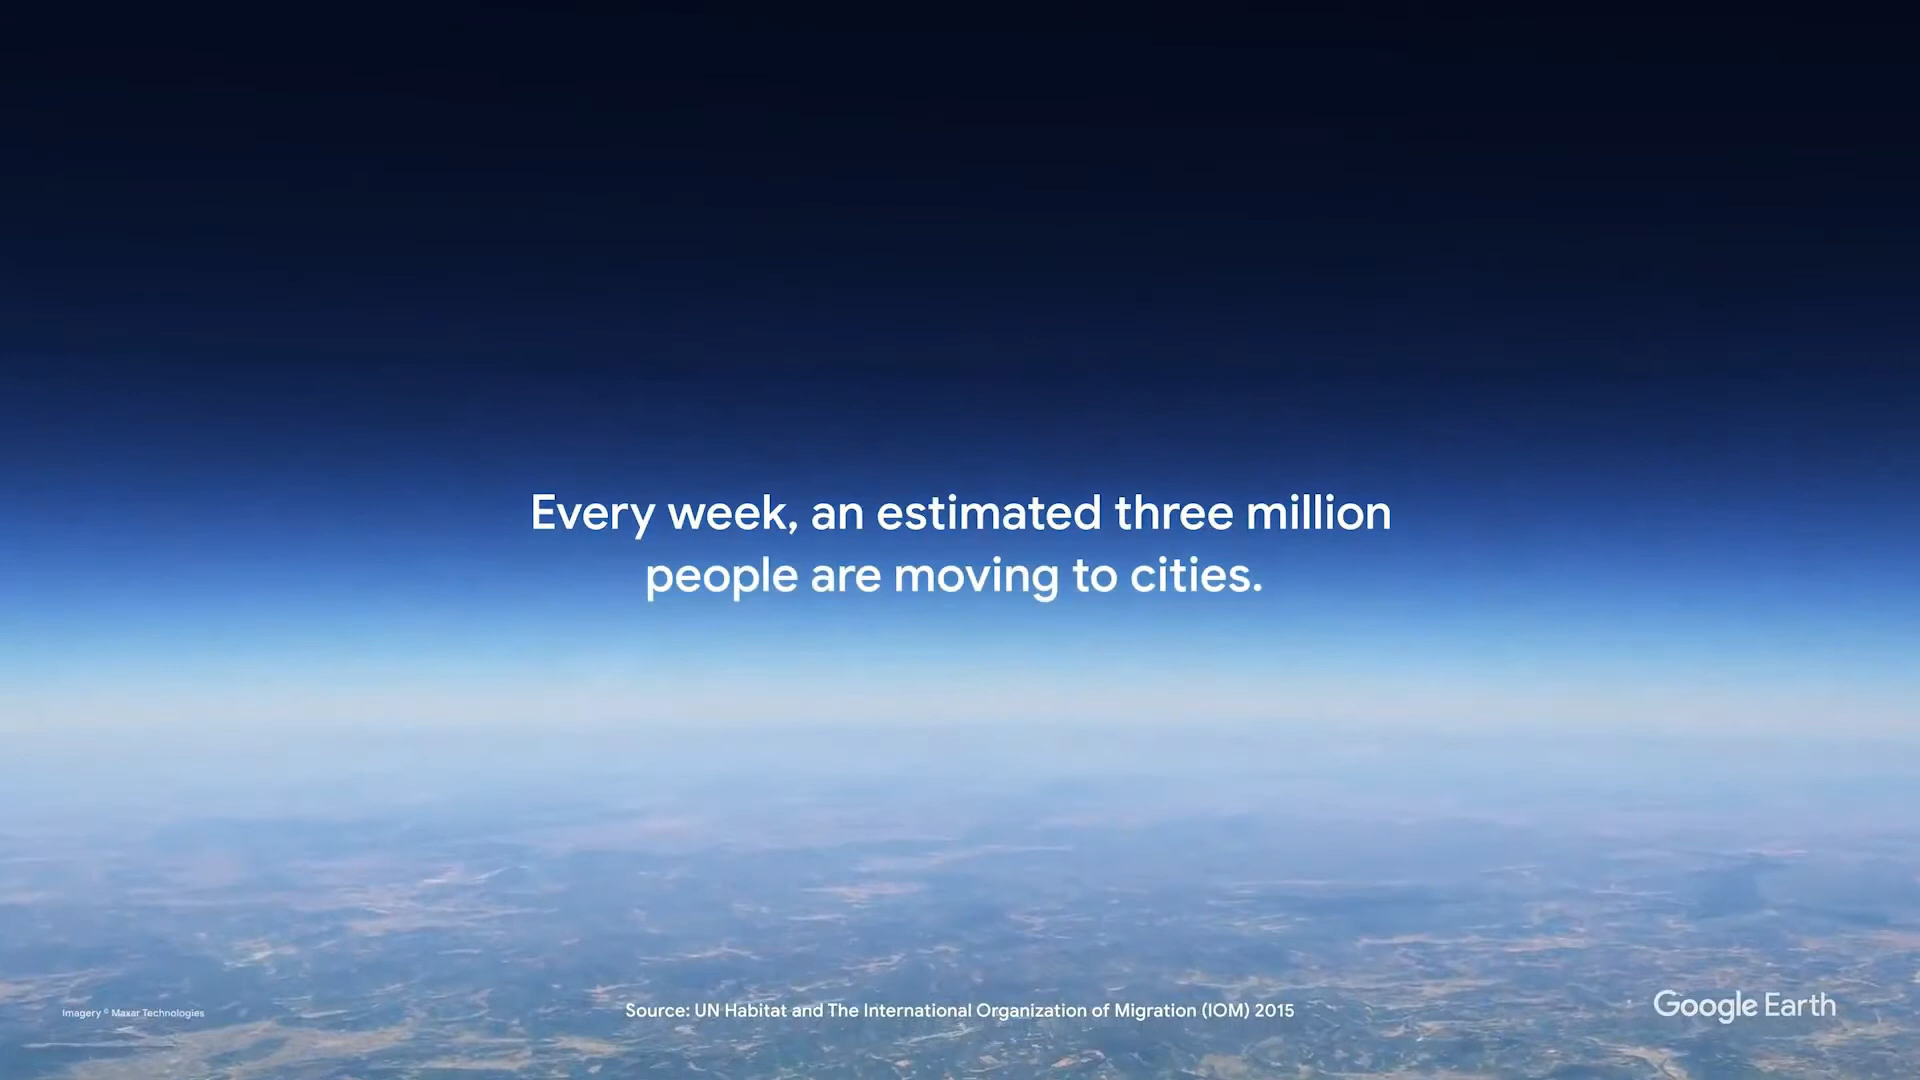 Every week, an estimated three million
people are moving to cities.
Imagery © Maxar Technologies
Source: UN Habitat and The International Organization of Migration (IOM) 2015
Google Earth